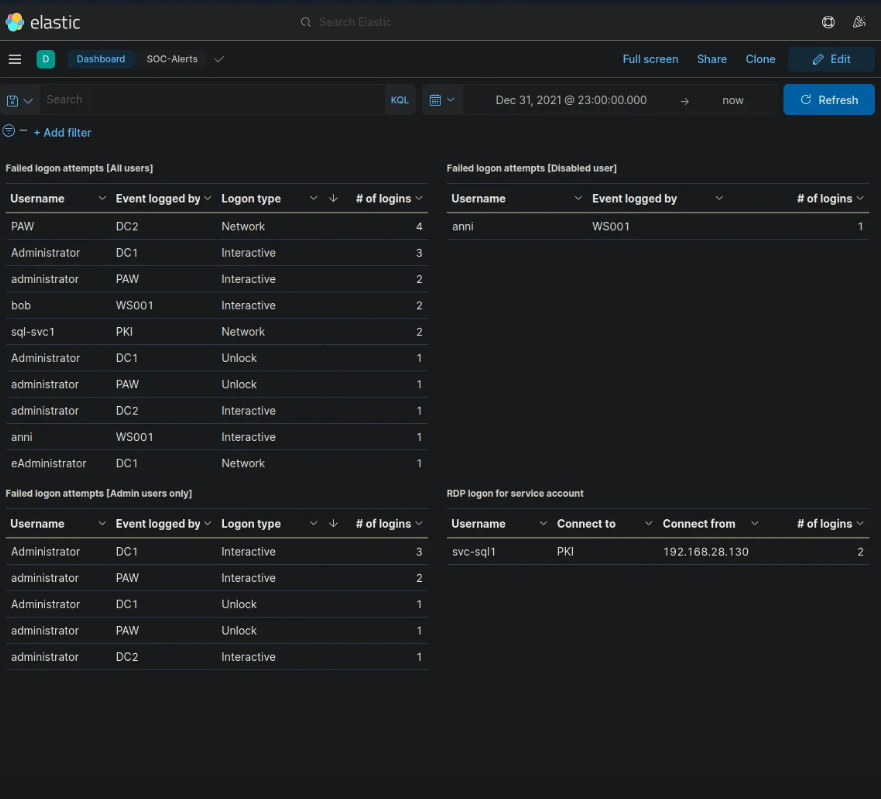 elastic
Search Elastic
D Dashboard SOC-Alerts Full screen Share Clone Edit
Search KQL Dec 31, 2021 @ 23:00:00.000 → now Refresh
+ Add filter
Failed logon attempts [All users]
Username Event logged by Logon type # of logins
PAW DC2 Network 4
Administrator DC1 Interactive 3
administrator PAW Interactive 2
bob WS001 Interactive 2
sql-svc1 PKI Network 2
Administrator DC1 Unlock 1
administrator PAW Unlock 1
administrator DC2 Interactive 1
anni WS001 Interactive 1
eAdministrator DC1 Network 1
Failed logon attempts [Disabled user]
Username Event logged by # of logins
anni WS001 1
Failed logon attempts [Admin users only]
Username Event logged by Logon type # of logins
Administrator DC1 Interactive 3
administrator PAW Interactive 2
Administrator DC1 Unlock 1
administrator PAW Unlock 1
administrator DC2 Interactive 1
RDP logon for service account
Username Connect to Connect from # of logins
svc-sql1 PKI 192.168.28.130 2